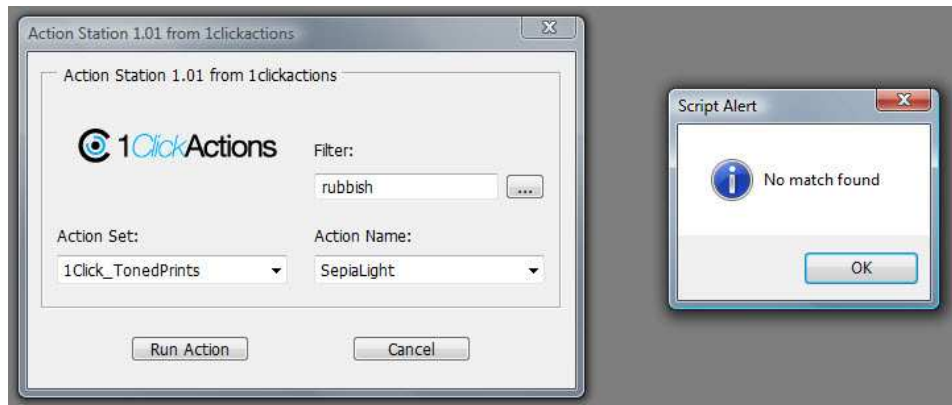 Action Station 1.01 from 1clickactions
Action Station 1.01 from 1clickactions
1ClickActions
Filter:
rubbish
...
Action Set:
Action Name:
1Click_TonedPrints
SepiaLight
Run Action
Cancel
Script Alert
No match found
OK